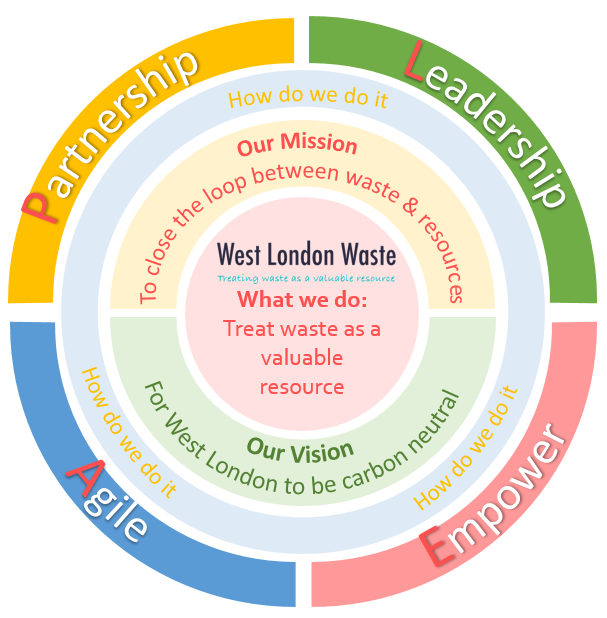 Partnership
Leadership
How do we do it
Our Mission
To close the loop between waste & resources
West London Waste
Treating waste as a valuable resource
What we do:
Treat waste as a
valuable
resource
Our Vision
For West London to be carbon neutral
How do we do it
How do we do it
Agile
Empower